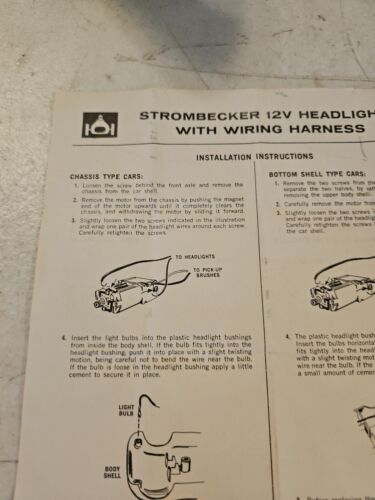 STROMBECKER 12V HEADLIGH
WITH WIRING HARNESS
INSTALLATION INSTRUCTIONS
CHASSIS TYPE CARS:
1. Loosen the screw behind the front axle and remove the
chassis from the car shell.
2. Remove the motor from the chassis by pushing the magnet
end of the motor upwards until it completely clears the
chassis, and withdrawing the motor by sliding it forward.
3. Slightly loosen the two screws indicated in the illustration
and wrap one pair of the headlight wires around each screw.
Carefully retighten the screws.
TO HEADLIGHTS
TO PICK-UP
BRUSHES
4. Insert the light bulbs into the plastic headlight bushings
from inside the body shell. If the bulb fits tightly into the
headlight bushing, push it into place with a slight twisting
motion, being careful not to bend the wire near the bulb.
If the bulb is loose in the headlight bushing apply a little
cement to secure it in place.
LIGHT
BULB
BODY
SHELL
BOTTOM SHELL TYPE CARS:
1. Remove the two screws from the
separate the two halves, by
removing the upper body shell.
2. Carefully remove the motor from
3. Slightly loosen the two screws
and wrap one pair of the headlight
Carefully retighten the screws
the car shell.
4. The plastic headlight bush
Insert the bulbs horizontal
fits tightly into the headl
with a slight twisting motion
wire near the bulb. If the b
a small amount of cement